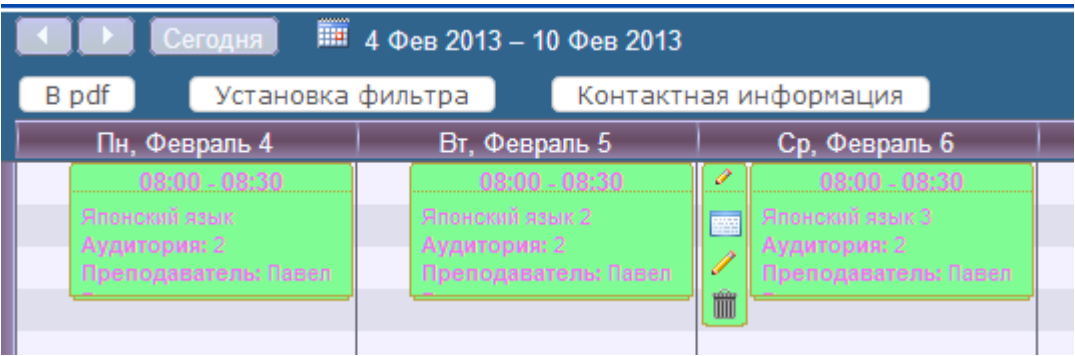 Сегодня 4 Фев 2013 – 10 Фев 2013
В pdf Установка фильтра Контактная информация
Пн, Февраль 4 Вт, Февраль 5 Ср, Февраль 6
08:00 - 08:30
Японский язык
Аудитория: 2
Преподаватель: Павел
08:00 - 08:30
Японский язык 2
Аудитория: 2
Преподаватель: Павел
08:00 - 08:30
Японский язык 3
Аудитория: 2
Преподаватель: Павел